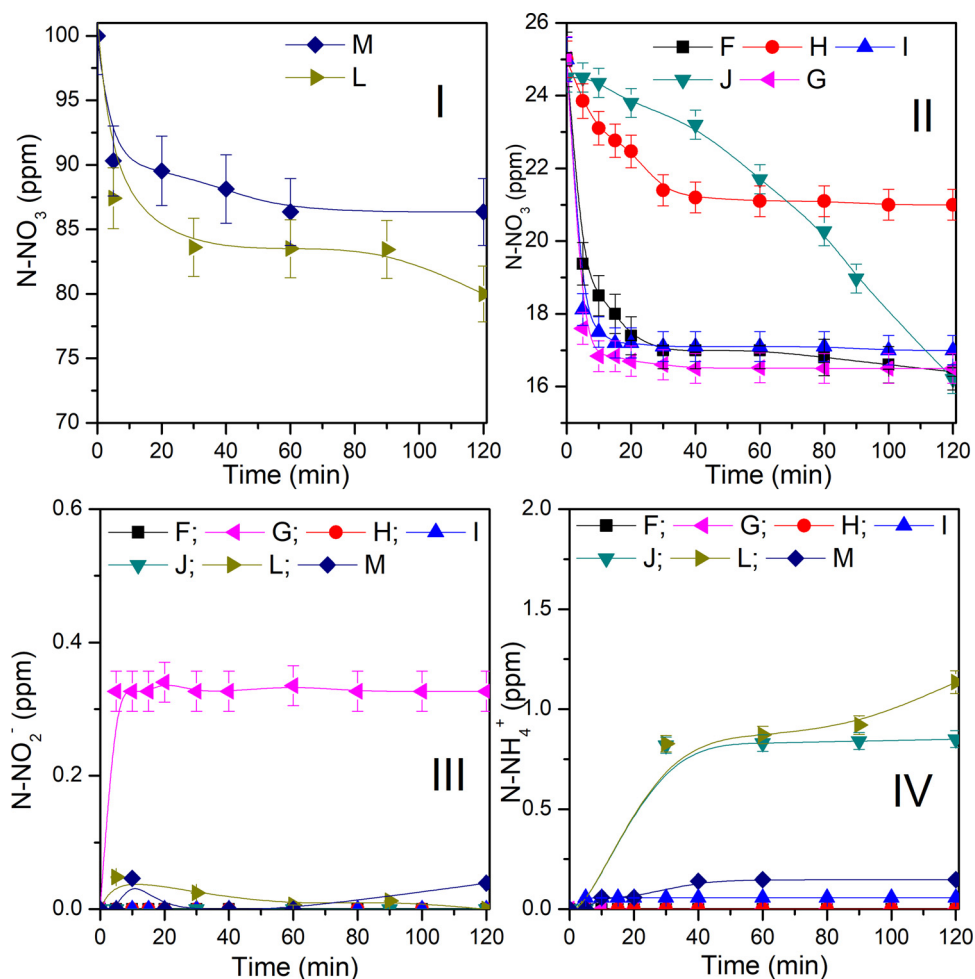 100
95
90
85
80
75
70
N-NO3 (ppm)
M
L
I
0 20 40 60 80 100 120
Time (min)
26
24
22
20
18
16
N-NO3 (ppm)
F H I
J G
II
0 20 40 60 80 100 120
Time (min)
0.6
0.4
0.2
0.0
N-NO2- (ppm)
F; G; H; I
J; L; M
III
0 20 40 60 80 100 120
Time (min)
2.0
1.5
1.0
0.5
0.0
N-NH4+ (ppm)
F; G; H; I
J; L; M
IV
0 20 40 60 80 100 120
Time (min)